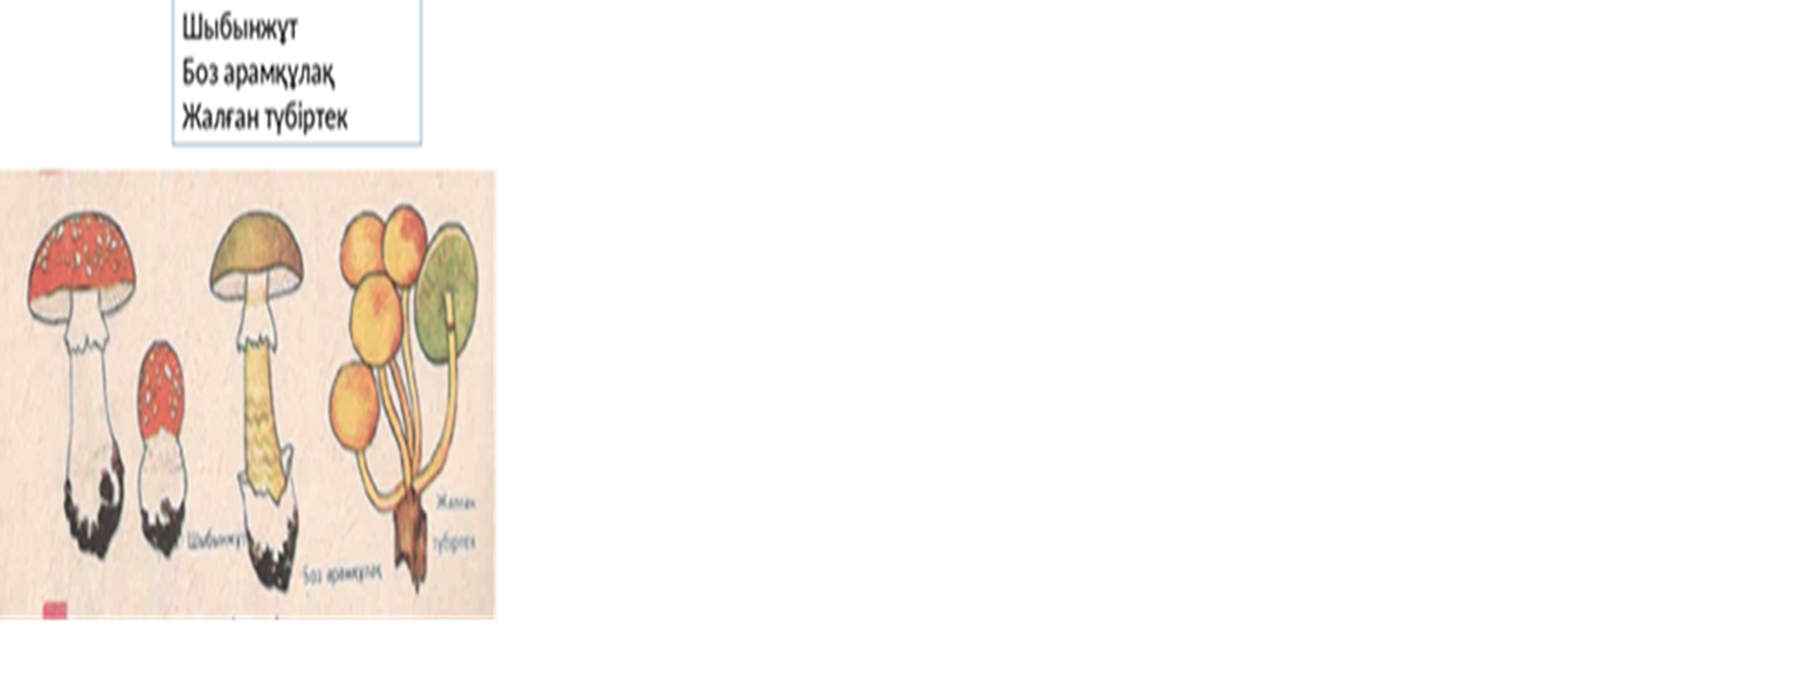 Шыбынжұт
Боз арамқұлақ
Жалған түбіртек
Шыбынжұт
Боз арамқұлақ
Жалған
түбіртек